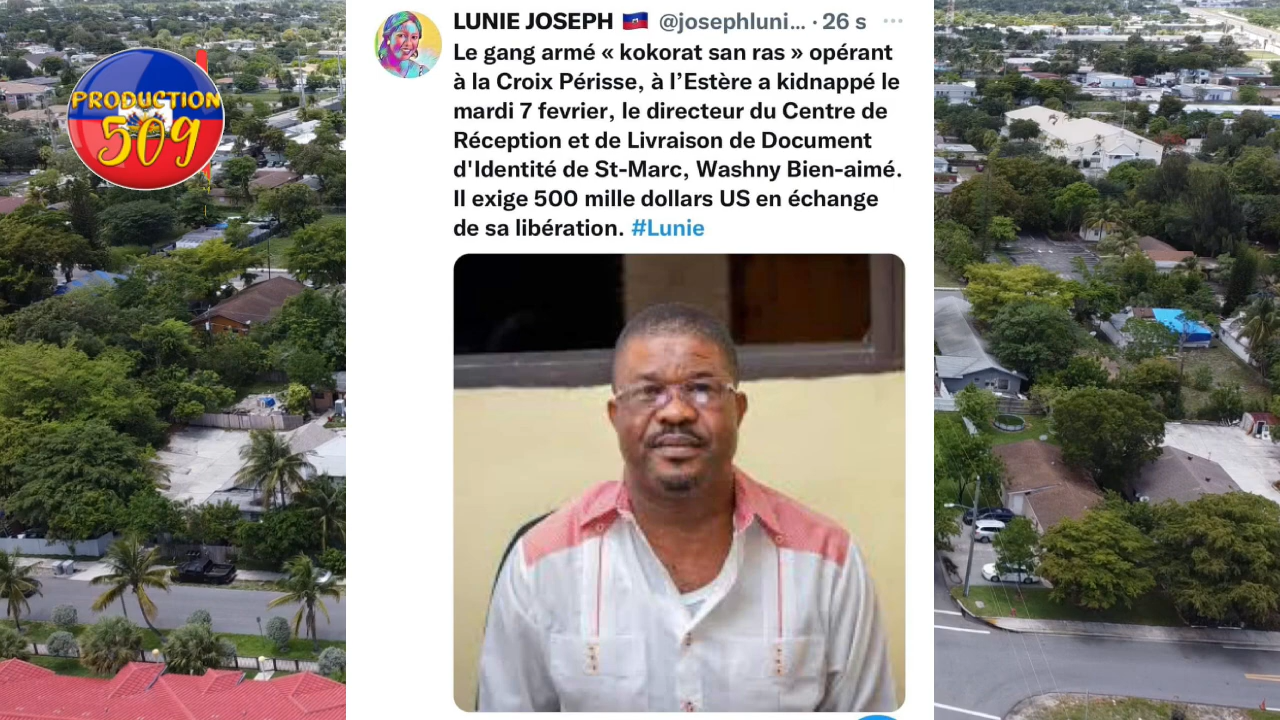 PRODUCTION
509
LUNIE JOSEPH 🇭🇹 @josephluni... · 26 s ...
Le gang armé « kokorat san ras » opérant
à la Croix Périsse, à l’Estère a kidnappé le
mardi 7 fevrier, le directeur du Centre de
Réception et de Livraison de Document
d'Identité de St-Marc, Washny Bien-aimé.
Il exige 500 mille dollars US en échange
de sa libération. #Lunie